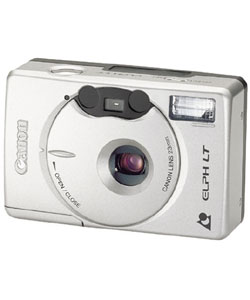 Canon
OPEN / CLOSE
CANON LENS 23mm
ELPH LT